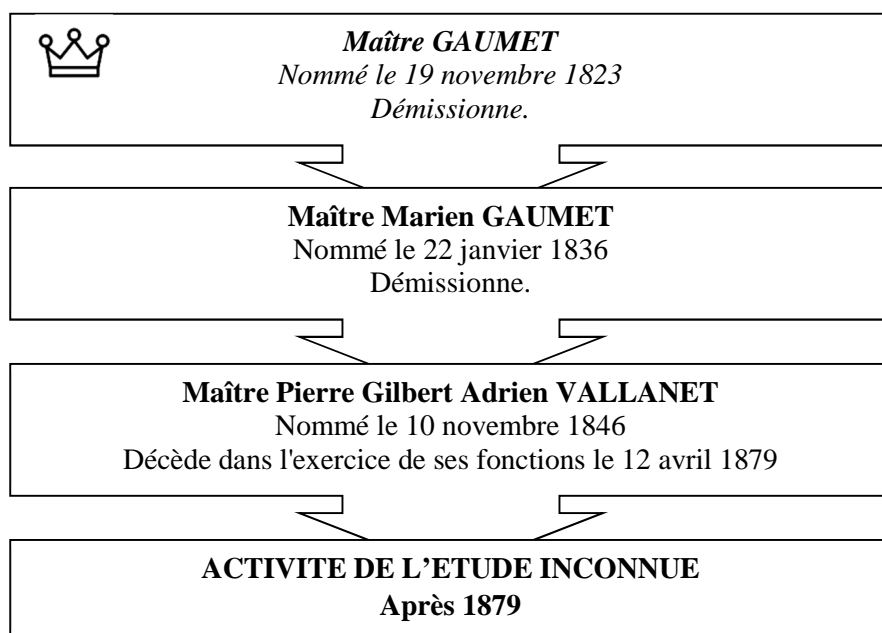 Maître GAUMET
Nommé le 19 novembre 1823
Démissionne.
Maître Marien GAUMET
Nommé le 22 janvier 1836
Démissionne.
Maître Pierre Gilbert Adrien VALLANET
Nommé le 10 novembre 1846
Décède dans l'exercice de ses fonctions le 12 avril 1879
ACTIVITE DE L’ETUDE INCONNUE
Après 1879